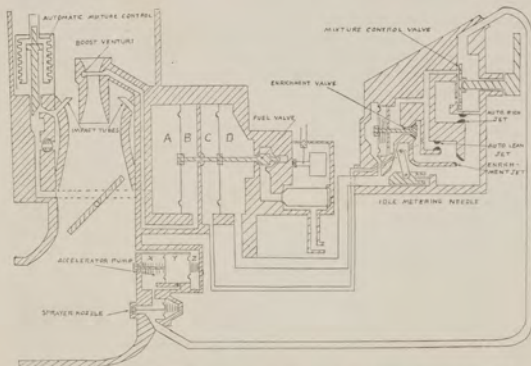 AUTOMATIC MIXTURE CONTROL
BOOST VENTURI
IMPACT TUBES
A B C D
FUEL VALVE
MIXTURE CONTROL VALVE
ENRICHMENT VALVE
AUTO RICH
JET
AUTO LEAN
JET
ENRICH-
MENT JET
IDLE METERING NEEDLE
ACCELERATOR PUMP
X Y Z
SPRAYER NOZZLE